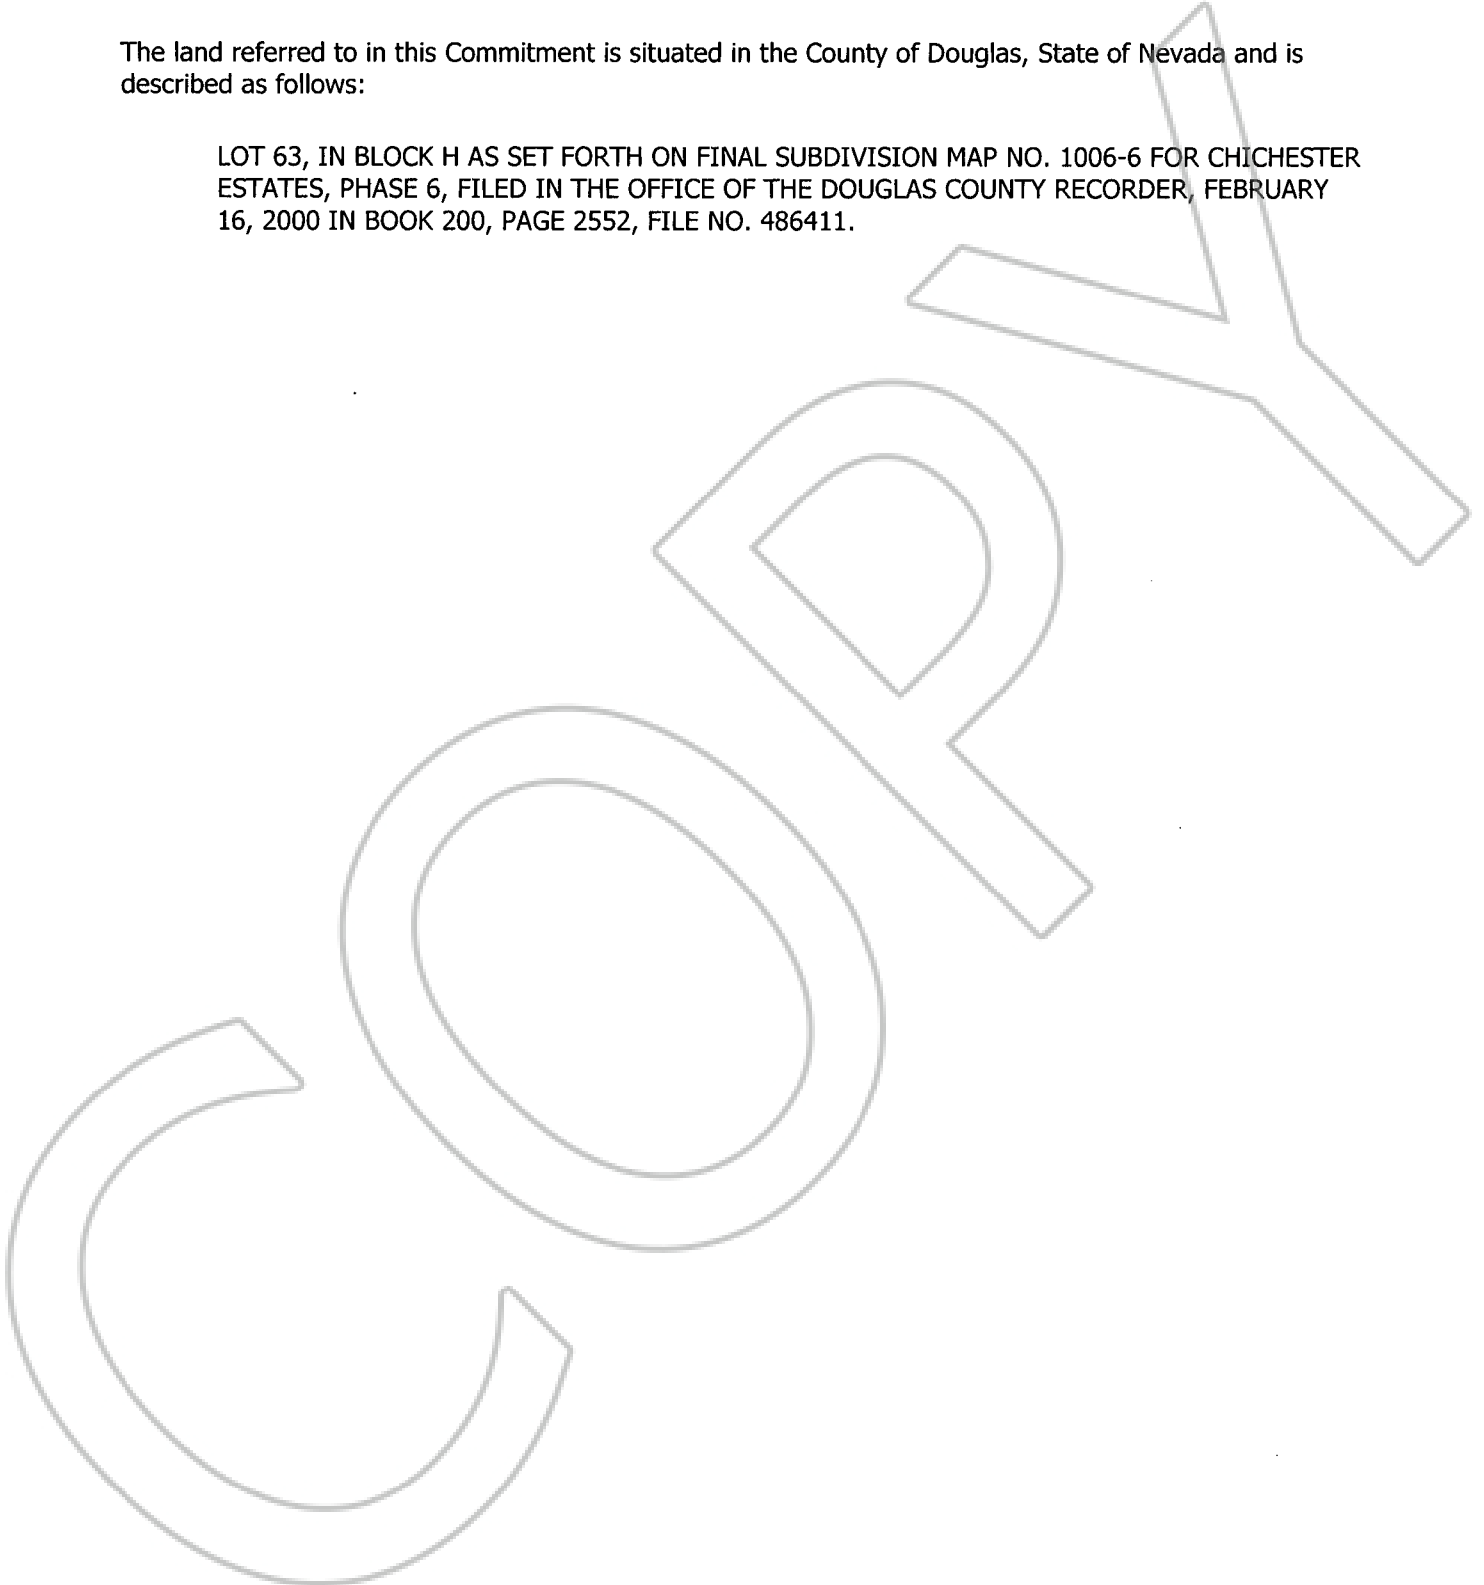 The land referred to in this Commitment is situated in the County of Douglas, State of Nevada and is
described as follows:
LOT 63, IN BLOCK H AS SET FORTH ON FINAL SUBDIVISION MAP NO. 1006-6 FOR CHICHESTER
ESTATES, PHASE 6, FILED IN THE OFFICE OF THE DOUGLAS COUNTY RECORDER, FEBRUARY
16, 2000 IN BOOK 200, PAGE 2552, FILE NO. 486411.
COPY